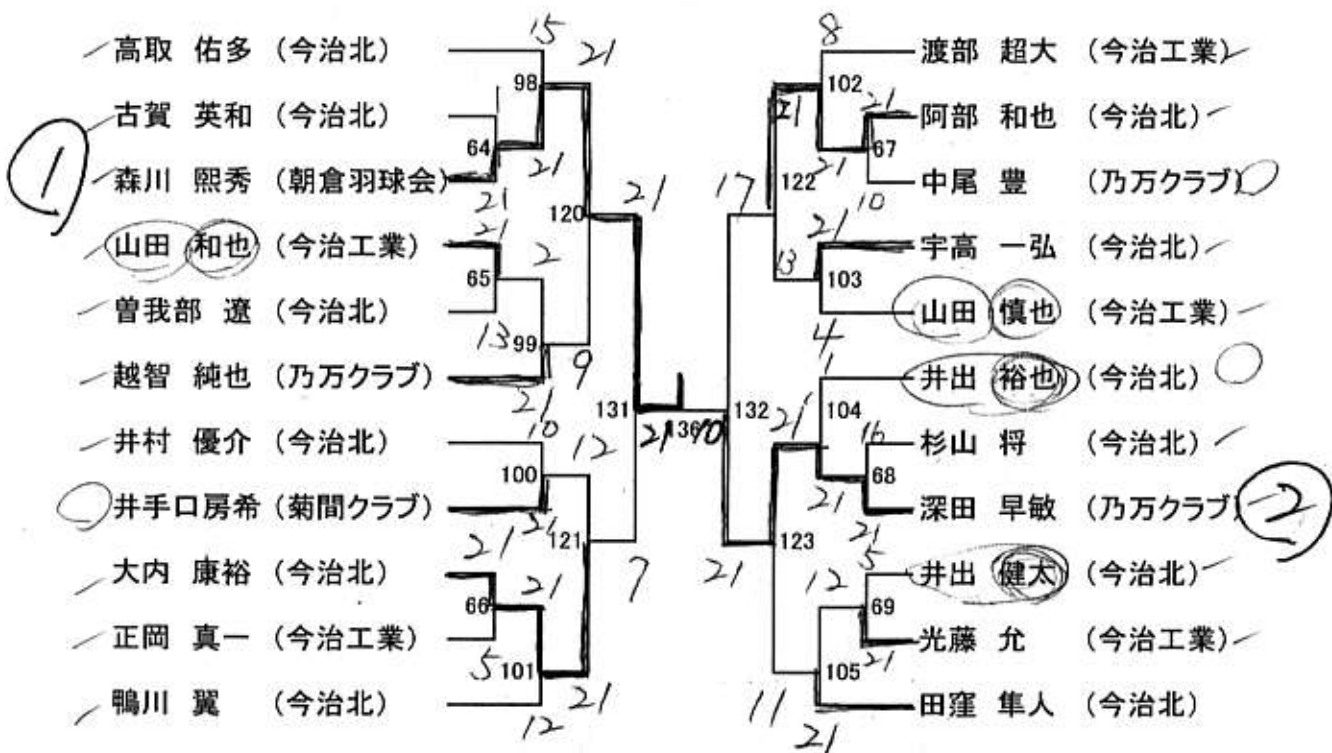 15 21
高取 佑多 (今治北)
98
古賀 英和 (今治北)
64
21
① 森川 熙秀 (朝倉羽球会)
21
120
21
山田 和也 (今治工業)
21
2
65
曽我部 遼 (今治北)
13
99
9
越智 純也 (乃万クラブ)
21
131
21
136
10
井村 優介 (今治北)
10
12
100
井手口房希 (菊間クラブ)
21
21
121
7
大内 康裕 (今治北)
21
66
正岡 真一 (今治工業)
5
101
21
鴨川 翼 (今治北)
12
8
渡部 超大 (今治工業)
102
21
21
阿部 和也 (今治北)
21
67
17
122
中尾 豊 (乃万クラブ)
10
21
宇高 一弘 (今治北)
13
103
山田 慎也 (今治工業)
4
1
井出 裕也 (今治北)
132
21
104
16
杉山 将 (今治北)
68
21
深田 早敏 (乃万クラブ) ②
21
123
21
12
5
井出 健太 (今治北)
69
光藤 允 (今治工業)
21
105
11
田窪 隼人 (今治北)
21